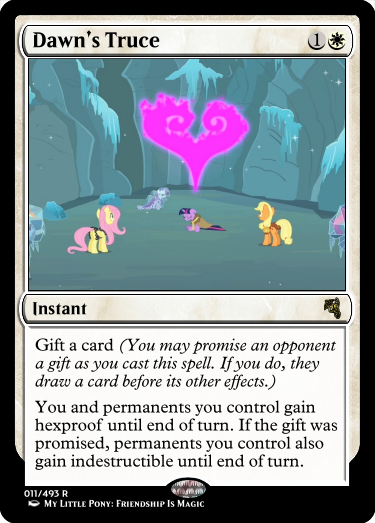 Dawn's Truce
1
Instant
Gift a card (You may promise an opponent
a gift as you cast this spell. If you do, they
draw a card before its other effects.)
You and permanents you control gain
hexproof until end of turn. If the gift was
promised, permanents you control also
gain indestructible until end of turn.
011/493 R
My Little Pony: Friendship Is Magic